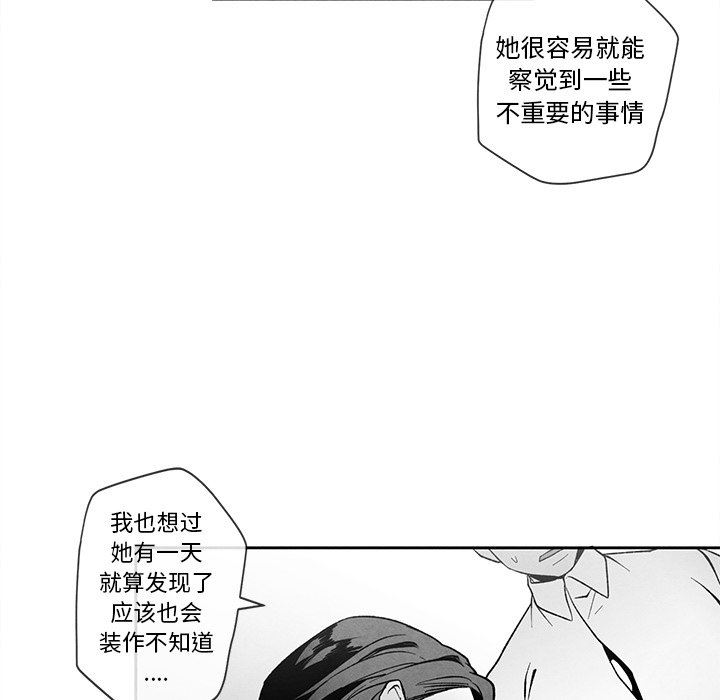 她很容易就能
察觉到一些
不重要的事情
我也想过
她有一天
就算发现了
应该也会
装作不知道
....